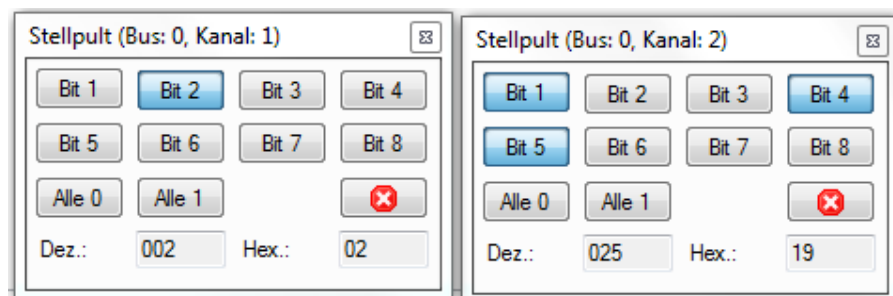 Stellpult (Bus: 0, Kanal: 1)
Bit 1 Bit 2 Bit 3 Bit 4
Bit 5 Bit 6 Bit 7 Bit 8
Alle 0 Alle 1
Dez.: 002 Hex.: 02
Stellpult (Bus: 0, Kanal: 2)
Bit 1 Bit 2 Bit 3 Bit 4
Bit 5 Bit 6 Bit 7 Bit 8
Alle 0 Alle 1
Dez.: 025 Hex.: 19